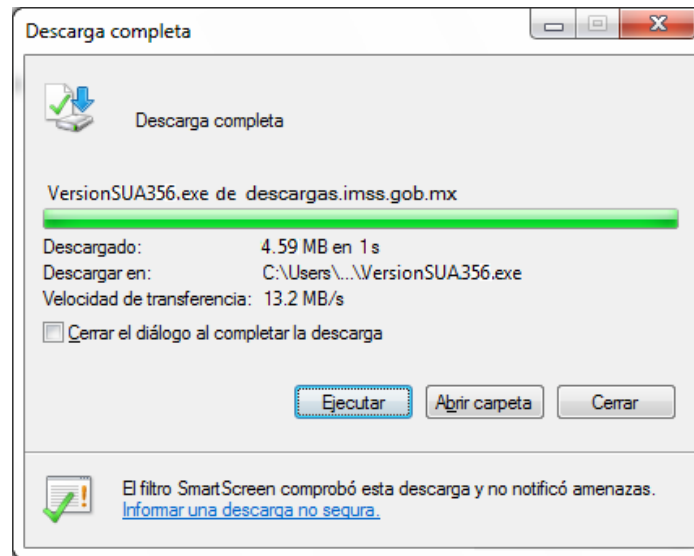 Descarga completa
Descarga completa
VersionSUA356.exe de descargas.imss.gob.mx
Descargado: 4.59 MB en 1s
Descargar en: C:\Users\...\VersionSUA356.exe
Velocidad de transferencia: 13.2 MB/s
Cerrar el diálogo al completar la descarga
Ejecutar Abrir carpeta Cerrar
El filtro SmartScreen comprobó esta descarga y no notificó amenazas.
Informar una descarga no segura.